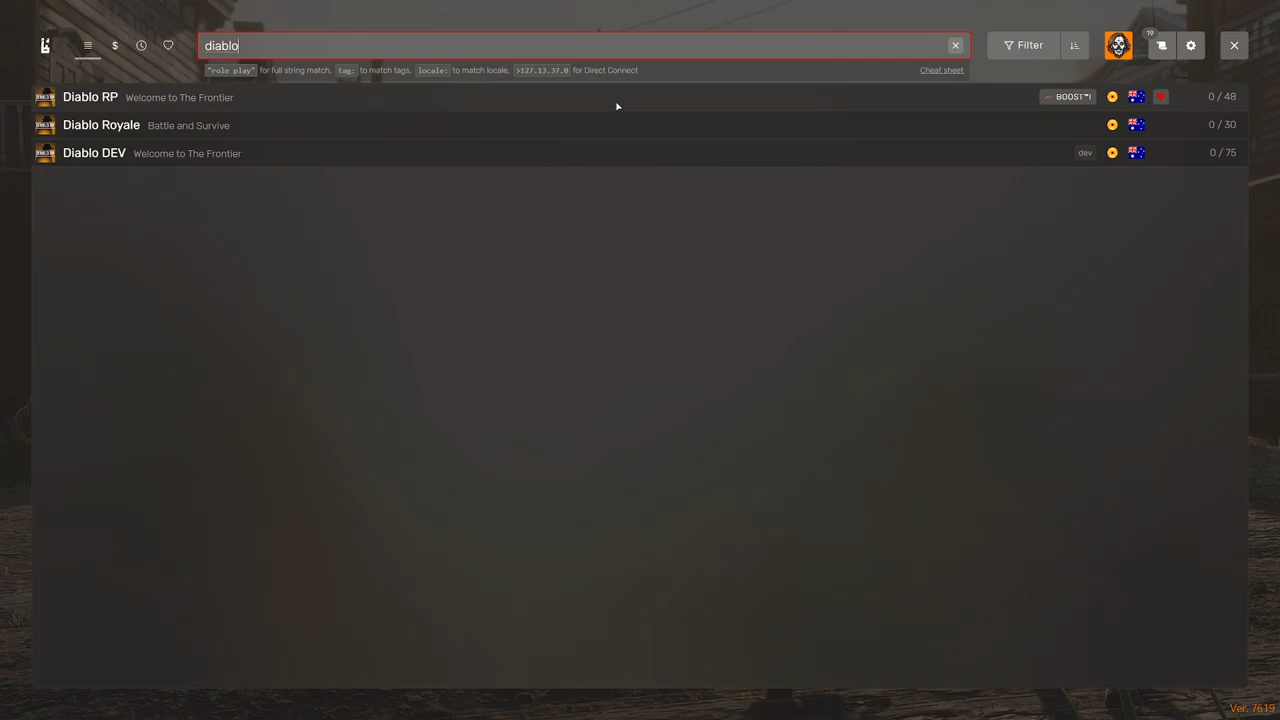 $ diablo Filter 19
"role play" for full string match, tag: to match tags, locale: to match locale, >127.13.37.0 for Direct Connect Cheat sheet
Diablo RP Welcome to The Frontier BOOST™! 0 / 48
Diablo Royale Battle and Survive 0 / 30
Diablo DEV Welcome to The Frontier dev 0 / 75
Ver. 7619